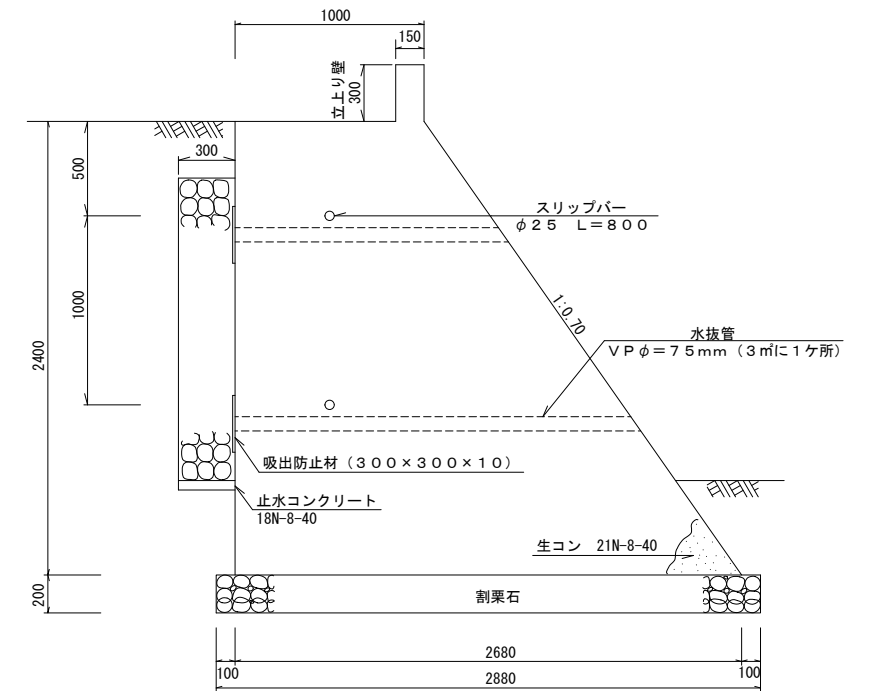 1000
150
立上り壁
300
300
500
スリップバー
φ25　L=800
1:0.70
1000
水抜管
VPφ=75mm（3㎡に1ケ所）
2400
吸出防止材（300×300×10）
止水コンクリート
18N-8-40
生コン　21N-8-40
200
割栗石
2680
100
100
2880